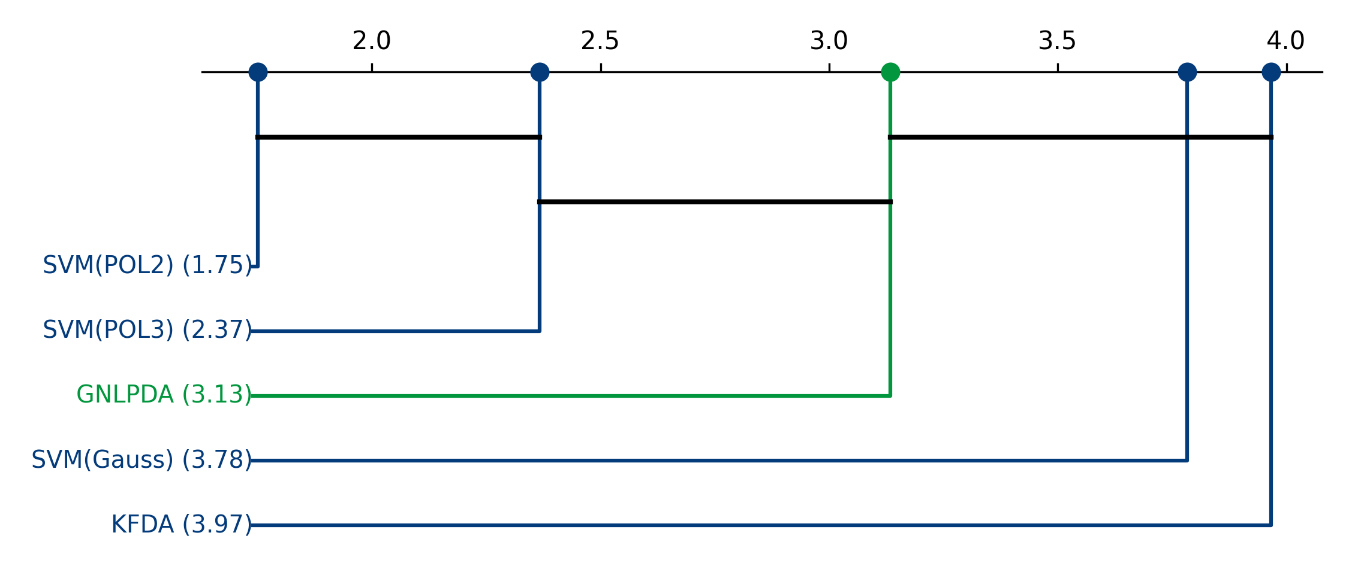 2.0 2.5 3.0 3.5 4.0
SVM(POL2) (1.75)
SVM(POL3) (2.37)
GNLPDA (3.13)
SVM(Gauss) (3.78)
KFDA (3.97)